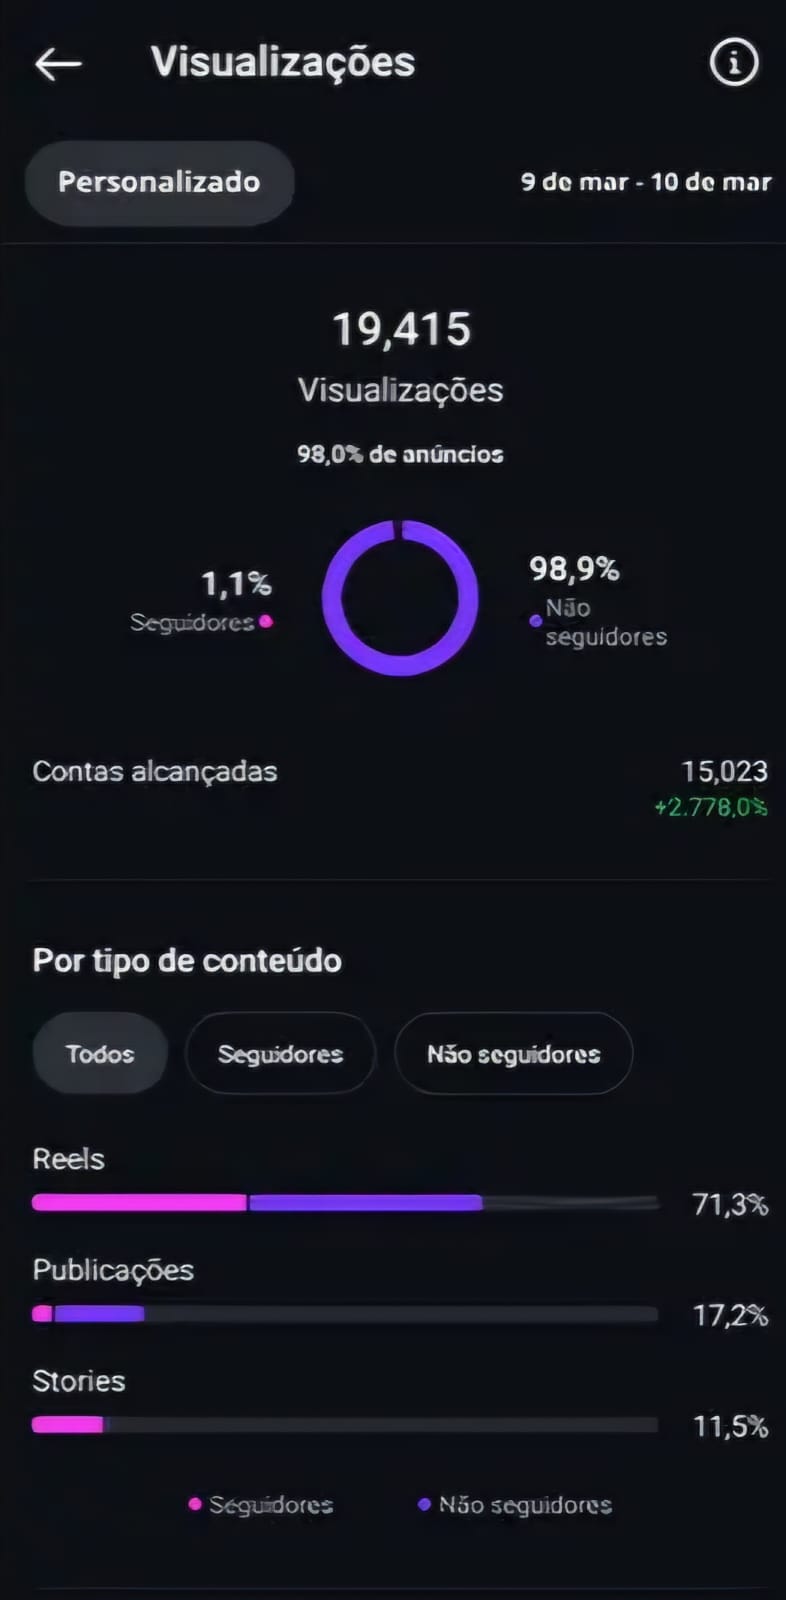 Visualizações
Personalizado
9 de mar - 10 de mar
19,415
Visualizações
98,0% de anúncios
1,1%
Seguidores
98,9%
Não
seguidores
Contas alcançadas
15,023
+2.778,0%
Por tipo de conteúdo
Todos
Seguidores
Não seguidores
Reels
71,3%
Publicações
17,2%
Stories
11,5%
Seguidores
Não seguidores